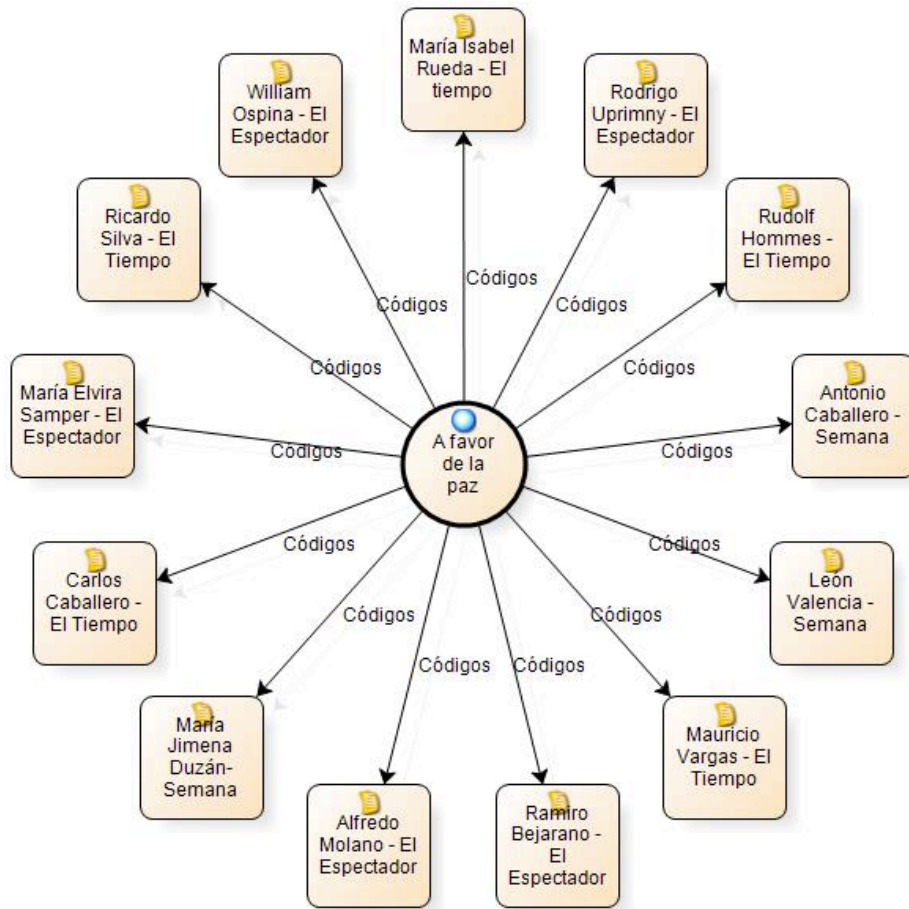 María Isabel
Rueda - El
tiempo
William
Ospina - El
Espectador
Rodrigo
Uprimny - El
Espectador
Ricardo
Silva - El
Tiempo
Rudolf
Hommes -
El Tiempo
Códigos
Códigos
Códigos
Códigos
Códigos
María Elvira
Samper - El
Espectador
Antonio
Caballero -
Semana
A favor
de la
paz
Códigos
Códigos
Carlos
Caballero -
El Tiempo
Códigos
Códigos
León
Valencia -
Semana
Códigos
Códigos
Códigos
Códigos
María
Jimena
Duzán-
Semana
Mauricio
Vargas - El
Tiempo
Alfredo
Molano - El
Espectador
Ramiro
Bejarano -
El
Espectador